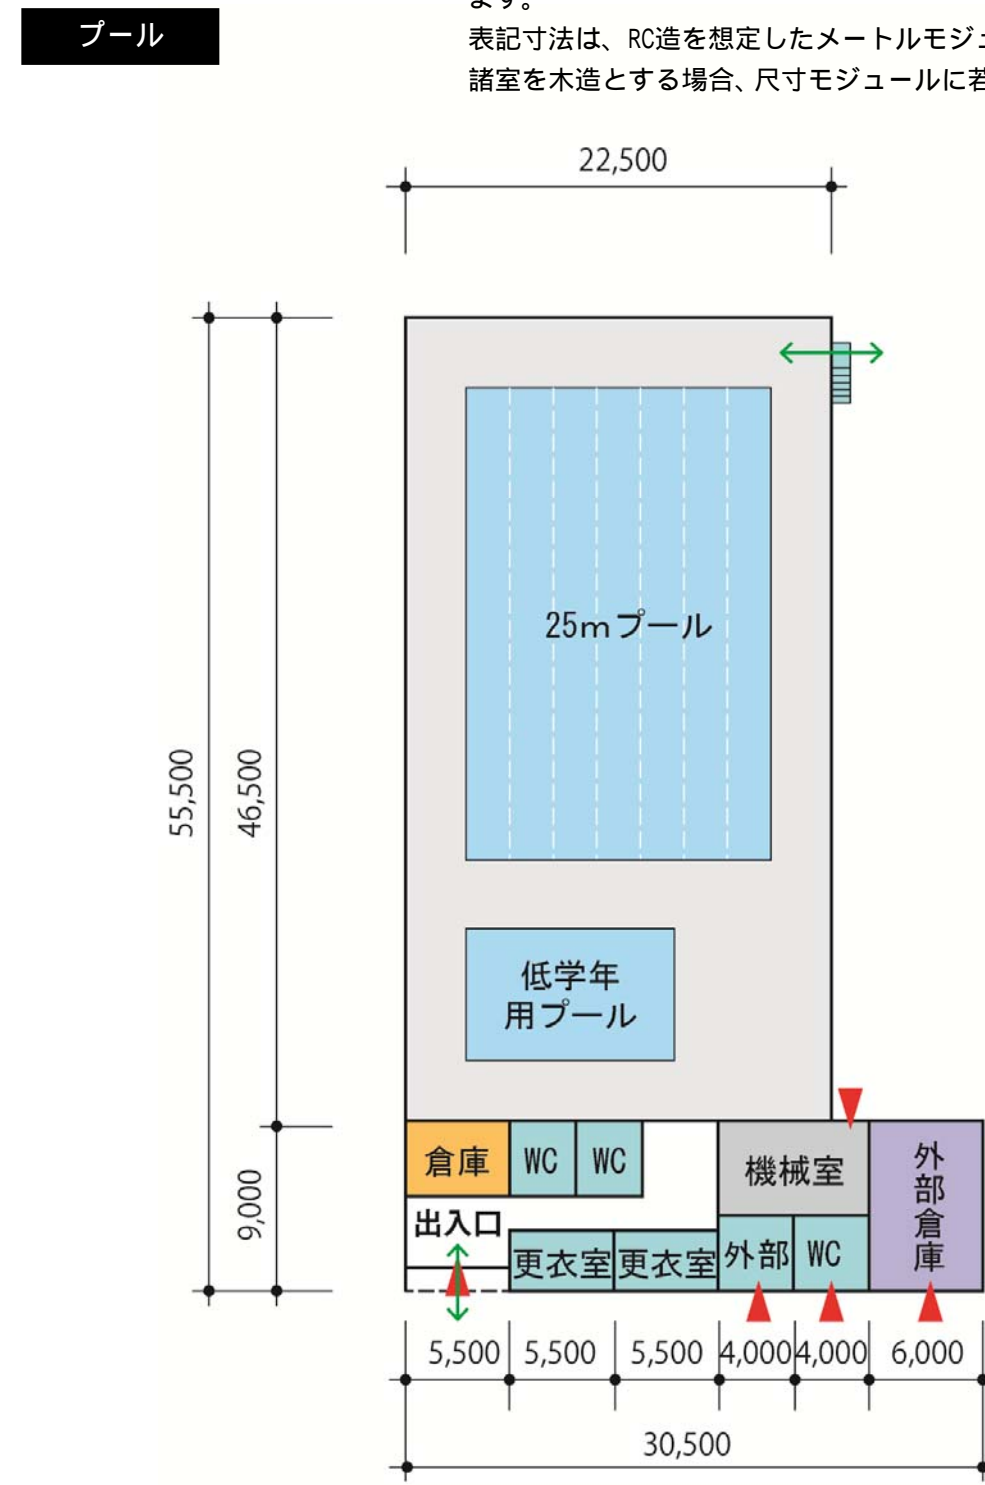 プール
ます。
表記寸法は、RC造を想定したメートルモジュ
諸室を木造とする場合、尺寸モジュールに若
22,500
55,500
46,500
25mプール
低学年
用プール
9,000
倉庫
WC
WC
機械室
外部倉庫
出入口
更衣室
更衣室
外部
WC
5,500
5,500
5,500
4,000
4,000
6,000
30,500